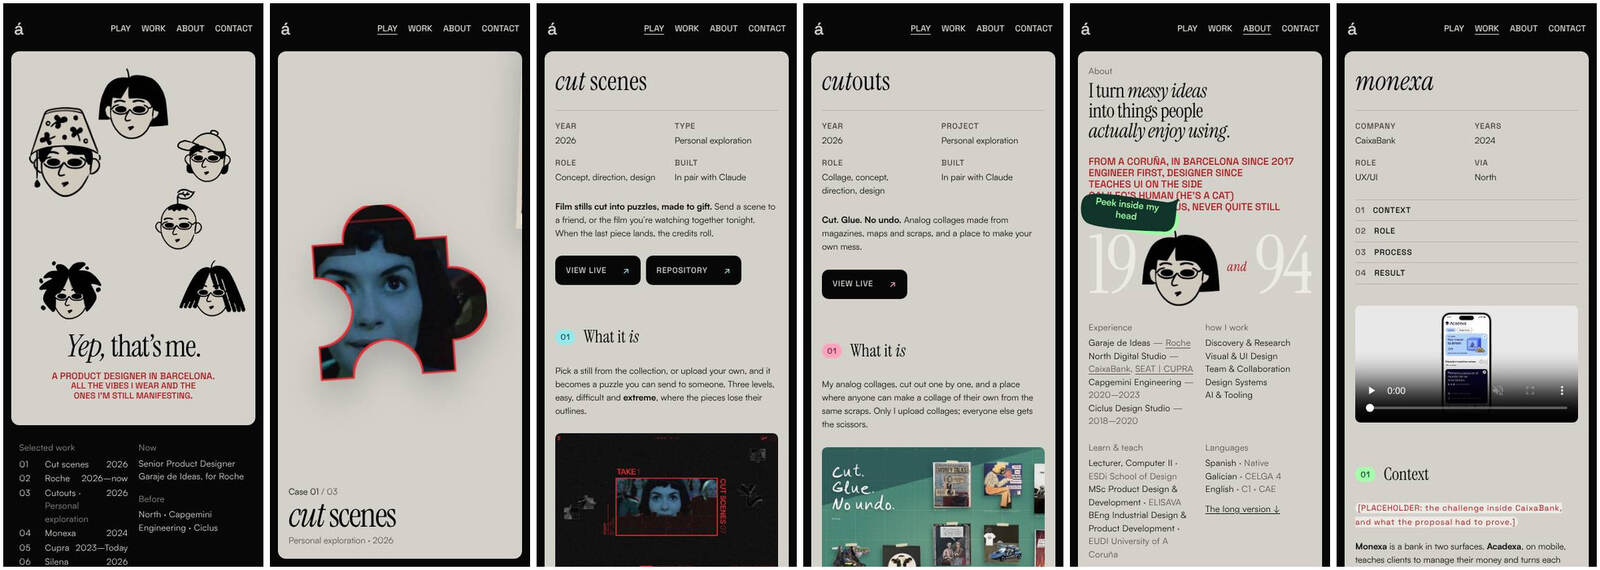 á
PLAY WORK ABOUT CONTACT
Yep, that's me.
A PRODUCT DESIGNER IN BARCELONA.
ALL THE VIBES I WEAR AND THE
ONES I'M STILL MANIFESTING.
Selected work
01 Cut scenes 2026
02 Roche 2026—now
03 Cutouts · 2026
Personal
exploration
04 Monexa 2024
05 Cupra 2023—Today
06 Silena 2026
Now
Senior Product Designer
Garaje de Ideas, for Roche
Before
North · Capgemini
Engineering · Ciclus
á
PLAY WORK ABOUT CONTACT
Case 01 / 03
cut scenes
Personal exploration · 2026
á
PLAY WORK ABOUT CONTACT
cut scenes
YEAR
2026
TYPE
Personal exploration
ROLE
Concept, direction, design
BUILT
In pair with Claude
Film stills cut into puzzles, made to gift. Send a scene to
a friend, or the film you're watching together tonight.
When the last piece lands, the credits roll.
VIEW LIVE ↗
REPOSITORY ↗
01 What it is
Pick a still from the collection, or upload your own, and it
becomes a puzzle you can send to someone. Three levels,
easy, difficult and extreme, where the pieces lose their
outlines.
TAKE
CUT SCENES
á
PLAY WORK ABOUT CONTACT
cutouts
YEAR
2026
PROJECT
Personal exploration
ROLE
Collage, concept,
direction, design
BUILT
In pair with Claude
Cut. Glue. No undo. Analog collages made from
magazines, maps and scraps, and a place to make your
own mess.
VIEW LIVE ↗
01 What it is
My analog collages, cut out one by one, and a place
where anyone can make a collage of their own from the
same scraps. Only I upload collages; everyone else gets
the scissors.
Cut.
Glue.
No undo.
á
PLAY WORK ABOUT CONTACT
About
I turn messy ideas
into things people
actually enjoy using.
FROM A CORUÑA, IN BARCELONA SINCE 2017
ENGINEER FIRST, DESIGNER SINCE
TEACHES UI ON THE SIDE
HUMAN (HE'S A CAT)
US, NEVER QUITE STILL
Peek inside my
head
19 and 94
Experience
Garaje de Ideas — Roche
North Digital Studio —
CaixaBank, SEAT | CUPRA
Capgemini Engineering —
2020—2023
Ciclus Design Studio —
2018—2020
how I work
Discovery & Research
Visual & UI Design
Team & Collaboration
Design Systems
AI & Tooling
Learn & teach
Lecturer, Computer II ·
ESDi School of Design
MSc Product Design &
Development · ELISAVA
BEng Industrial Design &
Product Development ·
EUDI University of A
Coruña
Languages
Spanish · Native
Galician · CELGA 4
English · C1 · CAE
The long version ↓
á
PLAY WORK ABOUT CONTACT
monexa
COMPANY
CaixaBank
YEARS
2024
ROLE
UX/UI
VIA
North
01 CONTEXT
02 ROLE
03 PROCESS
04 RESULT
0:00
01 Context
[PLACEHOLDER: the challenge inside CaixaBank,
and what the proposal had to prove.]
Monexa is a bank in two surfaces. Acadexa, on mobile,
teaches clients to manage their money and turns each